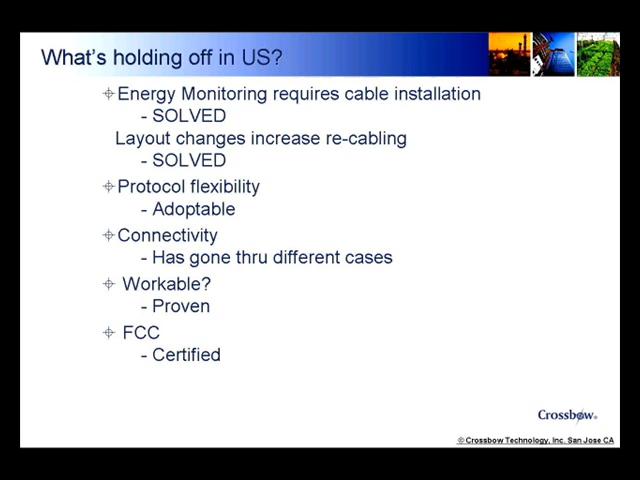 What's holding off in US?
Energy Monitoring requires cable installation
- SOLVED
Layout changes increase re-cabling
- SOLVED
Protocol flexibility
- Adoptable
Connectivity
- Has gone thru different cases
Workable?
- Proven
FCC
- Certified
Crossbow®
© Crossbow Technology, Inc. San Jose CA